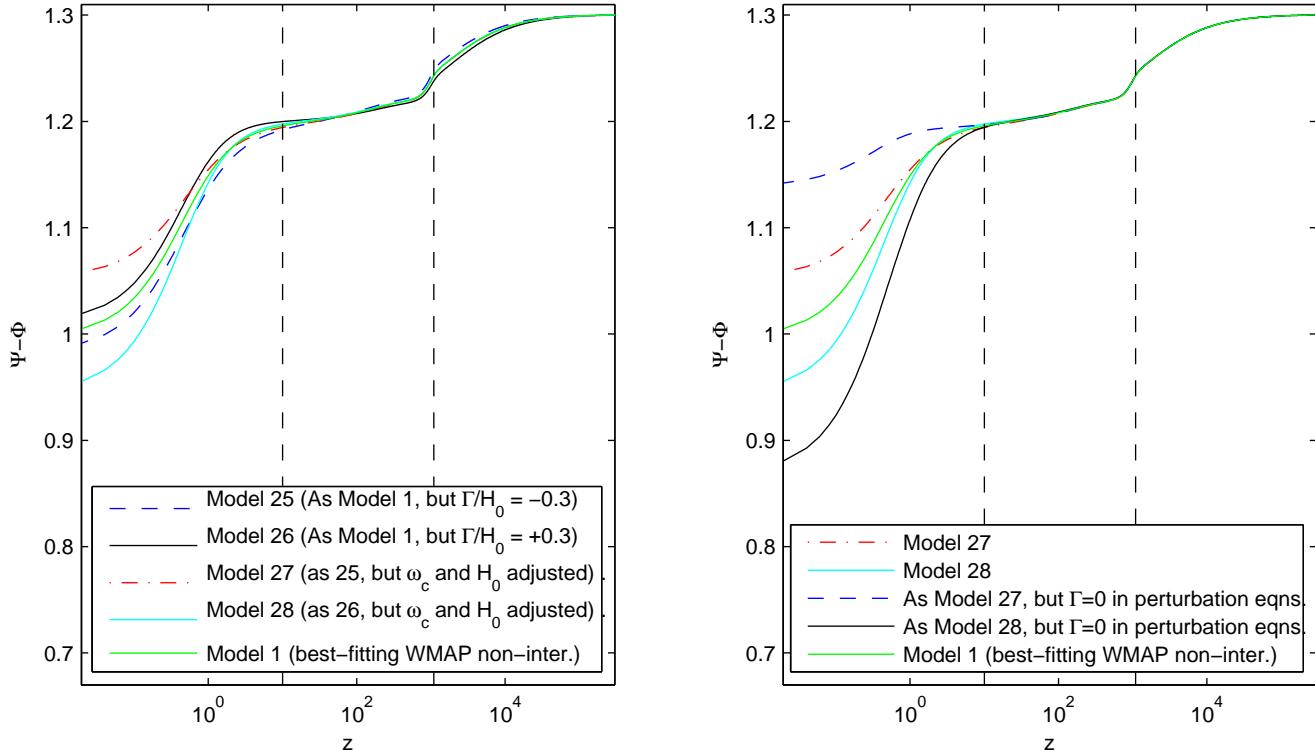 1.3
1.2
1.1
1
0.9
0.8
0.7
Ψ−Φ
Model 25 (As Model 1, but Γ/H0 = −0.3)
Model 26 (As Model 1, but Γ/H0 = +0.3)
Model 27 (as 25, but ωc and H0 adjusted) .
Model 28 (as 26, but ωc and H0 adjusted) .
Model 1 (best−fitting WMAP non−inter.)
10^0
10^2
10^4
z
1.3
1.2
1.1
1
0.9
0.8
0.7
Ψ−Φ
Model 27
Model 28
As Model 27, but Γ=0 in perturbation eqns.
As Model 28, but Γ=0 in perturbation eqns.
Model 1 (best−fitting WMAP non−inter.)
10^0
10^2
10^4
z